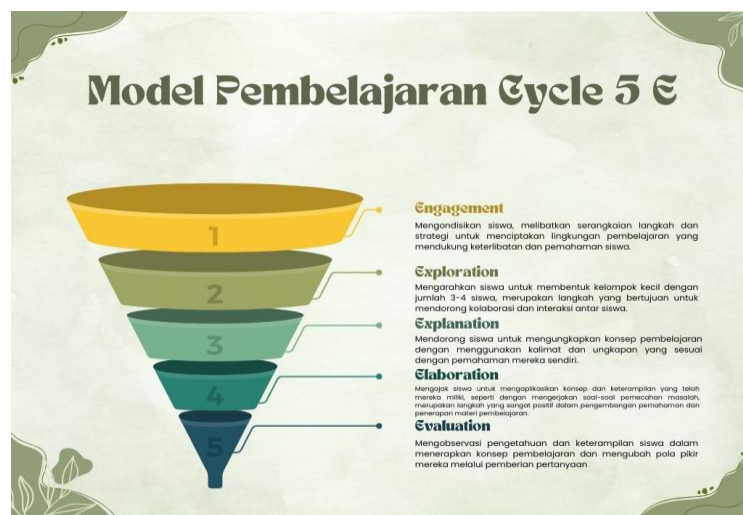 Model Pembelajaran Cycle 5 E
1
Engagement
Mengondisikan siswa, melibatkan serangkaian langkah dan
strategi untuk menciptakan lingkungan pembelajaran yang
mendukung keterlibatan dan pemahaman siswa.
2
Exploration
Mengarahkan siswa untuk membentuk kelompok kecil dengan
jumlah 3-4 siswa, merupakan langkah yang bertujuan untuk
mendorong kolaborasi dan interaksi antar siswa.
3
Explanation
Mendorong siswa untuk mengungkapkan konsep pembelajaran
dengan menggunakan kalimat dan ungkapan yang sesuai
dengan pemahaman mereka sendiri.
4
Elaboration
Mengajak siswa untuk mengaplikasikan konsep dan keterampilan yang telah
mereka miliki, seperti dengan mengerjakan soal-soal pemecahan masalah,
merupakan langkah yang sangat positif dalam pengembangan pemahaman dan
penerapan materi pembelajaran.
5
Evaluation
Mengobservasi pengetahuan dan keterampilan siswa dalam
menerapkan konsep pembelajaran dan mengubah pola pikir
mereka melalui pemberian pertanyaan